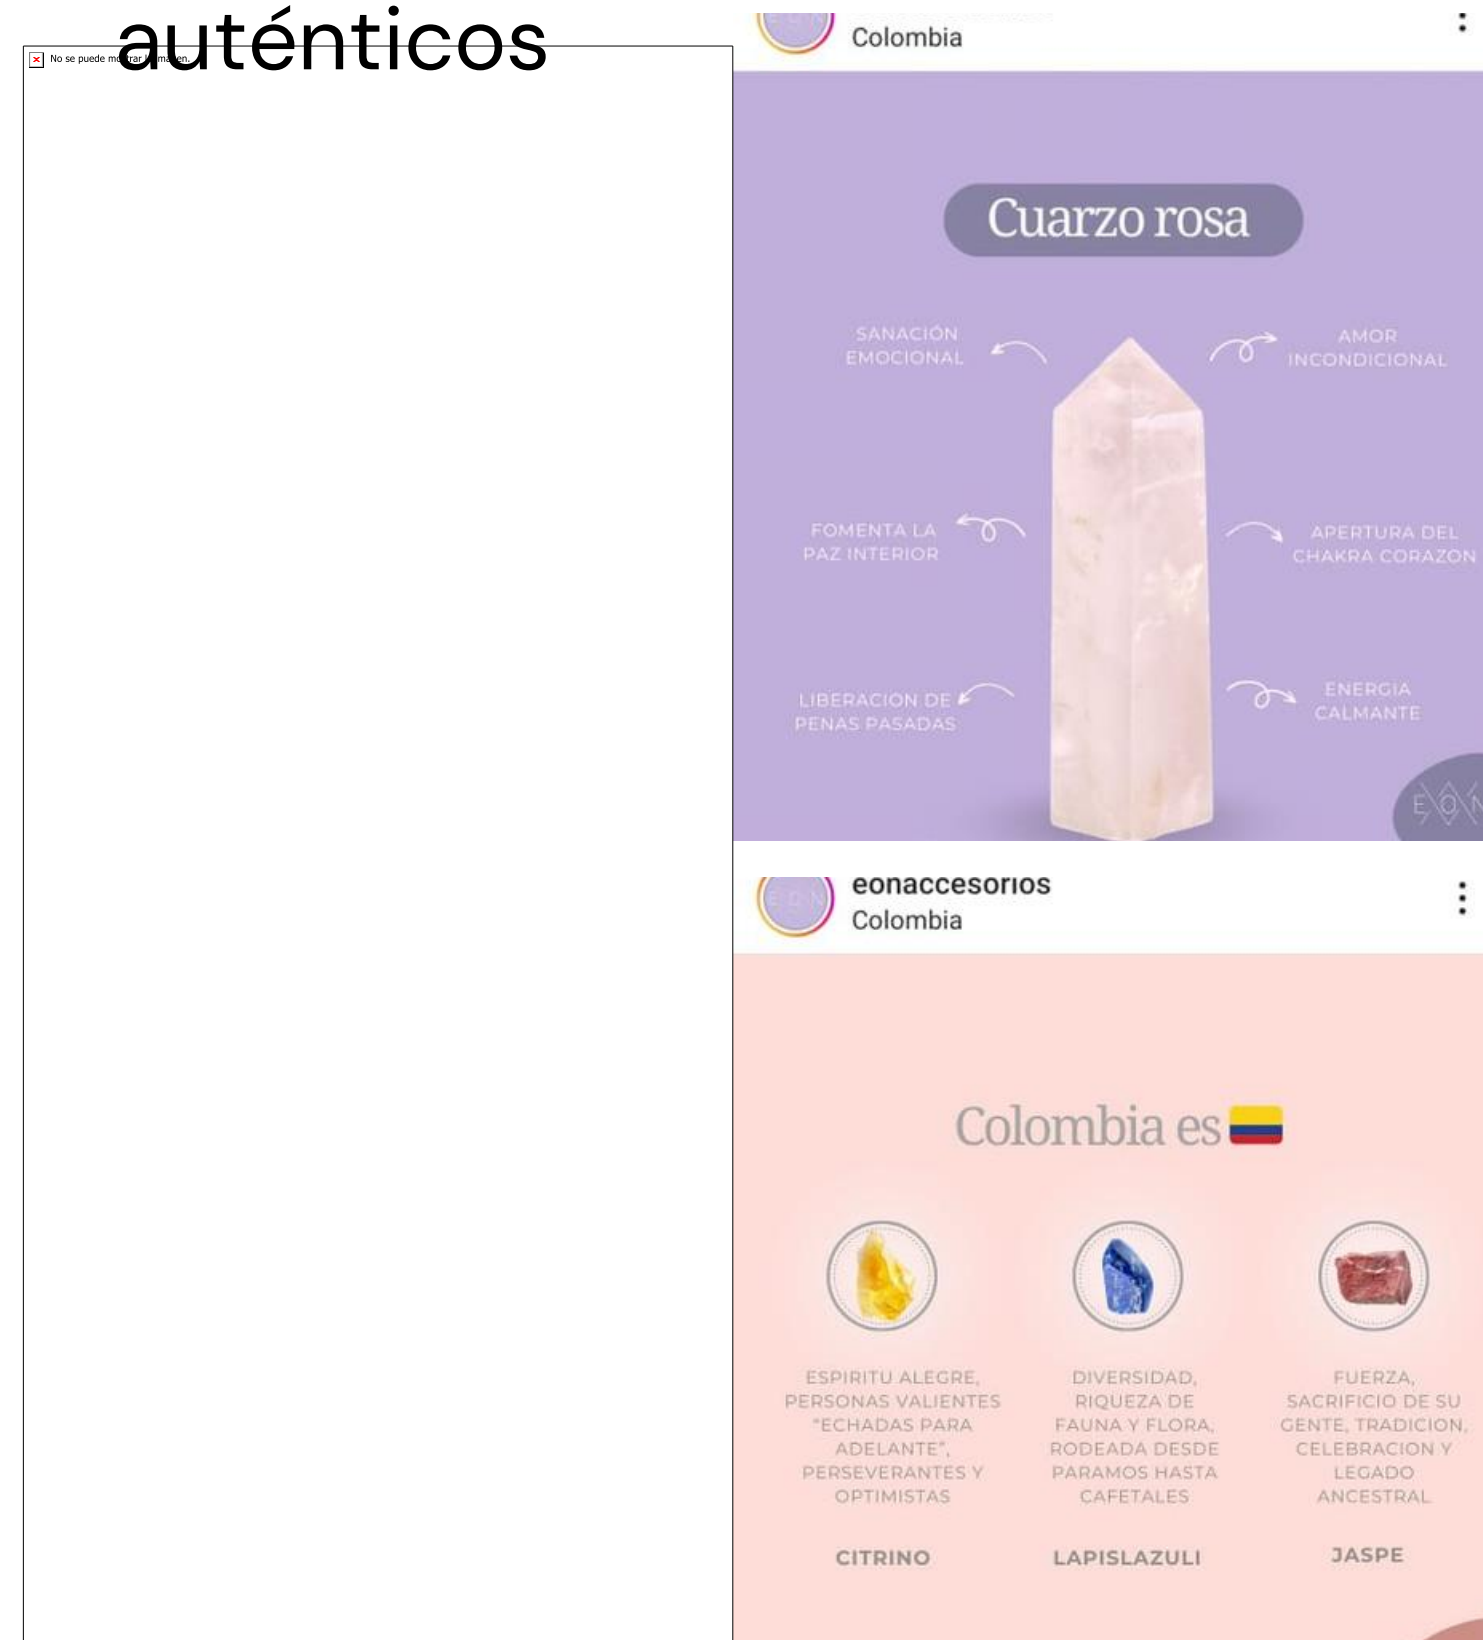 auténticos
No se puede mostrar la imagen.
Colombia
Cuarzo rosa
SANACIÓN
EMOCIONAL
AMOR
INCONDICIONAL
FOMENTA LA
PAZ INTERIOR
APERTURA DEL
CHAKRA CORAZON
LIBERACION DE
PENAS PASADAS
ENERGIA
CALMANTE
EON
eonaccesorios
Colombia
Colombia es
ESPIRITU ALEGRE,
PERSONAS VALIENTES
"ECHADAS PARA
ADELANTE",
PERSEVERANTES Y
OPTIMISTAS
CITRINO
DIVERSIDAD,
RIQUEZA DE
FAUNA Y FLORA,
RODEADA DESDE
PARAMOS HASTA
CAFETALES
LAPISLAZULI
FUERZA,
SACRIFICIO DE SU
GENTE, TRADICION,
CELEBRACION Y
LEGADO
ANCESTRAL
JASPE